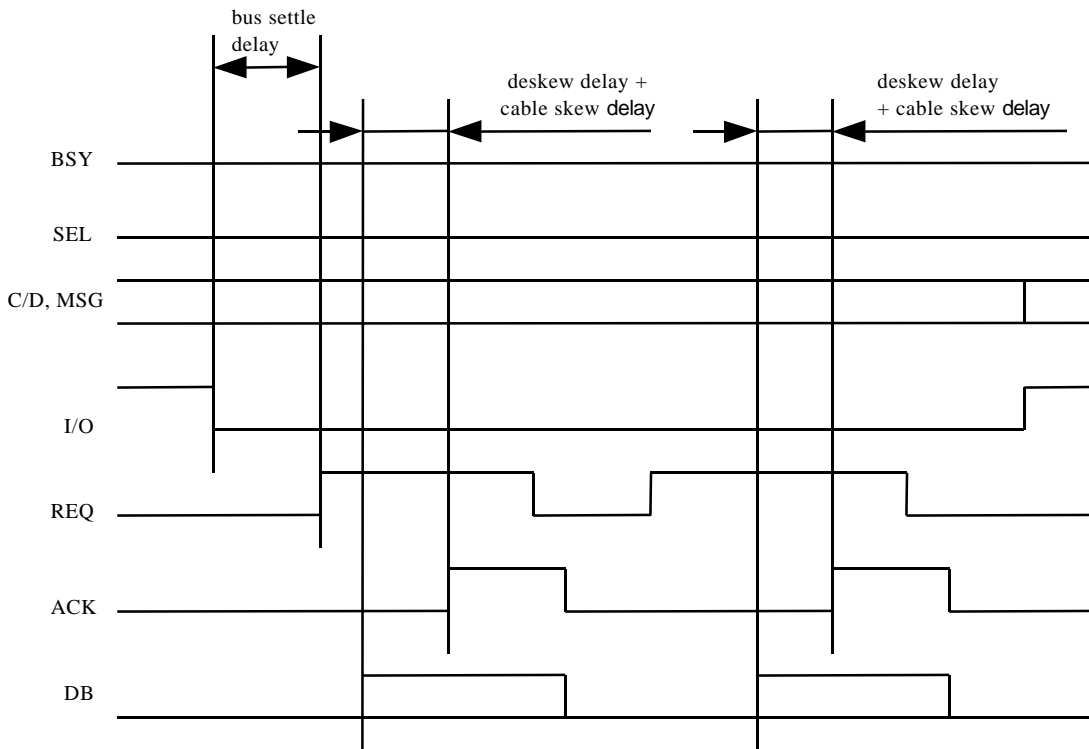 bus settle
delay
deskew delay +
cable skew delay
deskew delay
+ cable skew delay
BSY
SEL
C/D, MSG
I/O
REQ
ACK
DB